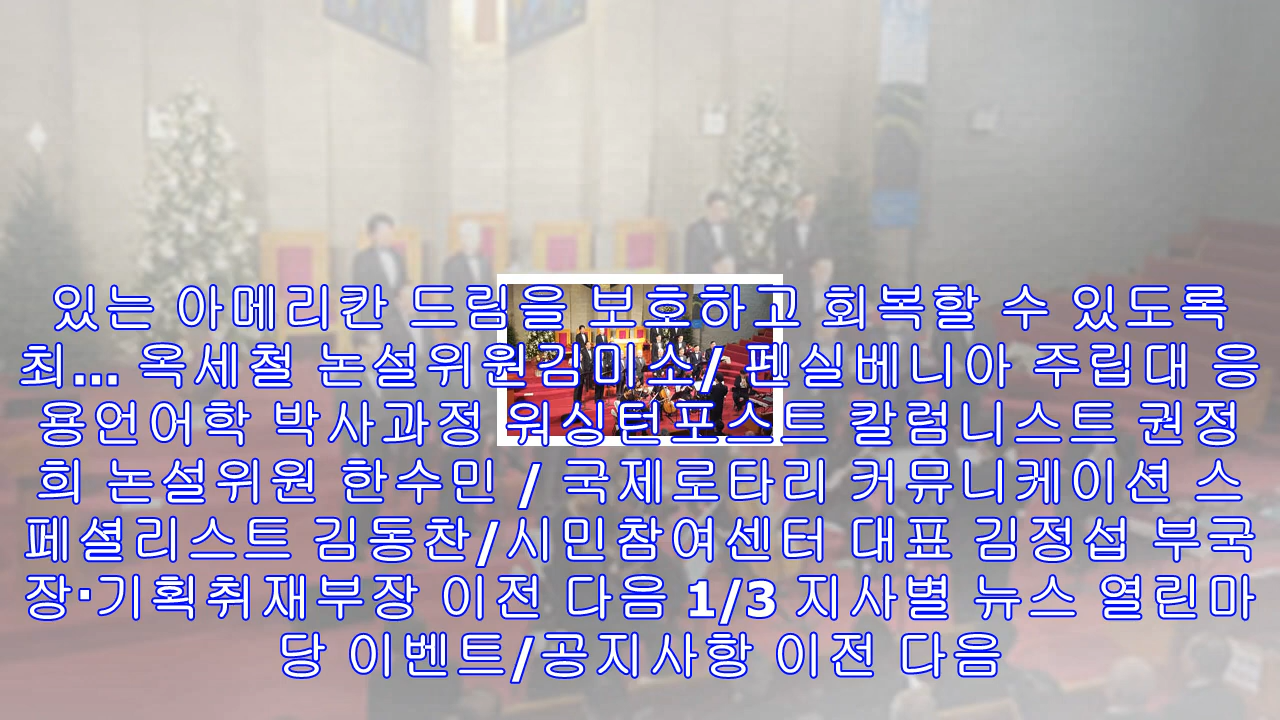 있는 아메리칸 드림을 보호하고 회복할 수 있도록
최... 옥세철 논설위원김미소/ 펜실베니아 주립대 응
용언어학 박사과정 워싱턴포스트 칼럼니스트 권정
희 논설위원 한수민 / 국제로타리 커뮤니케이션 스
페셜리스트 김동찬/시민참여센터 대표 김정섭 부국
장·기획취재부장 이전 다음 1/3 지사별 뉴스 열린마
당 이벤트/공지사항 이전 다음